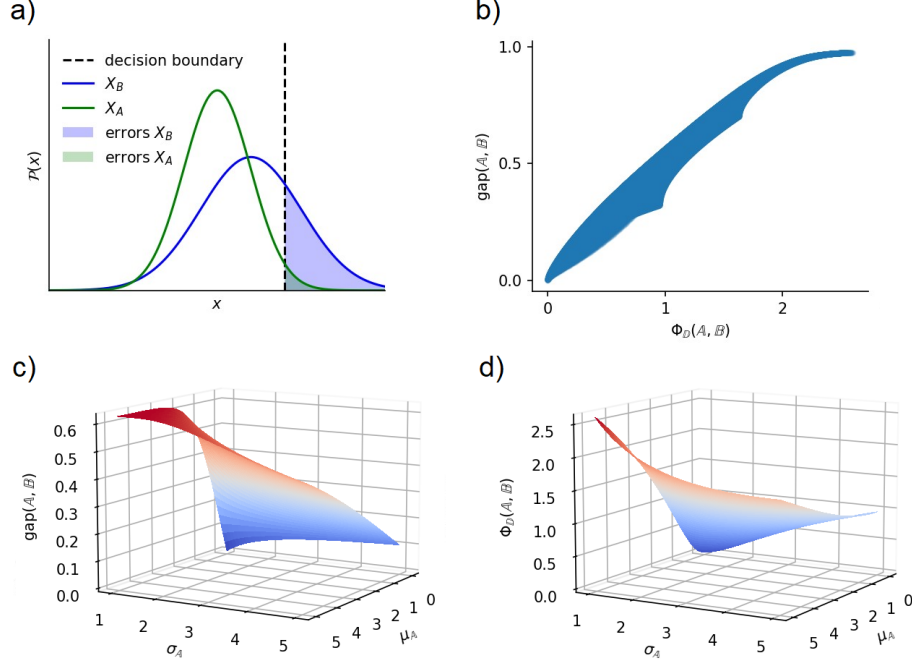 a)
decision boundary
X_B
X_A
errors X_B
errors X_A
𝒫(x)
x
b)
1.0
0.5
0.0
gap(𝔸, 𝔹)
0
1
2
Φ_𝔻(𝔸, 𝔹)
c)
0.6
0.5
0.4
0.3
0.2
0.1
0.0
gap(𝔸, 𝔹)
1
2
3
4
5
σ_𝔸
5
4
3
2
1
0
μ_𝔸
d)
2.5
2.0
1.5
1.0
0.5
0.0
Φ_𝔻(𝔸, 𝔹)
1
2
3
4
5
σ_𝔸
5
4
3
2
1
0
μ_𝔸